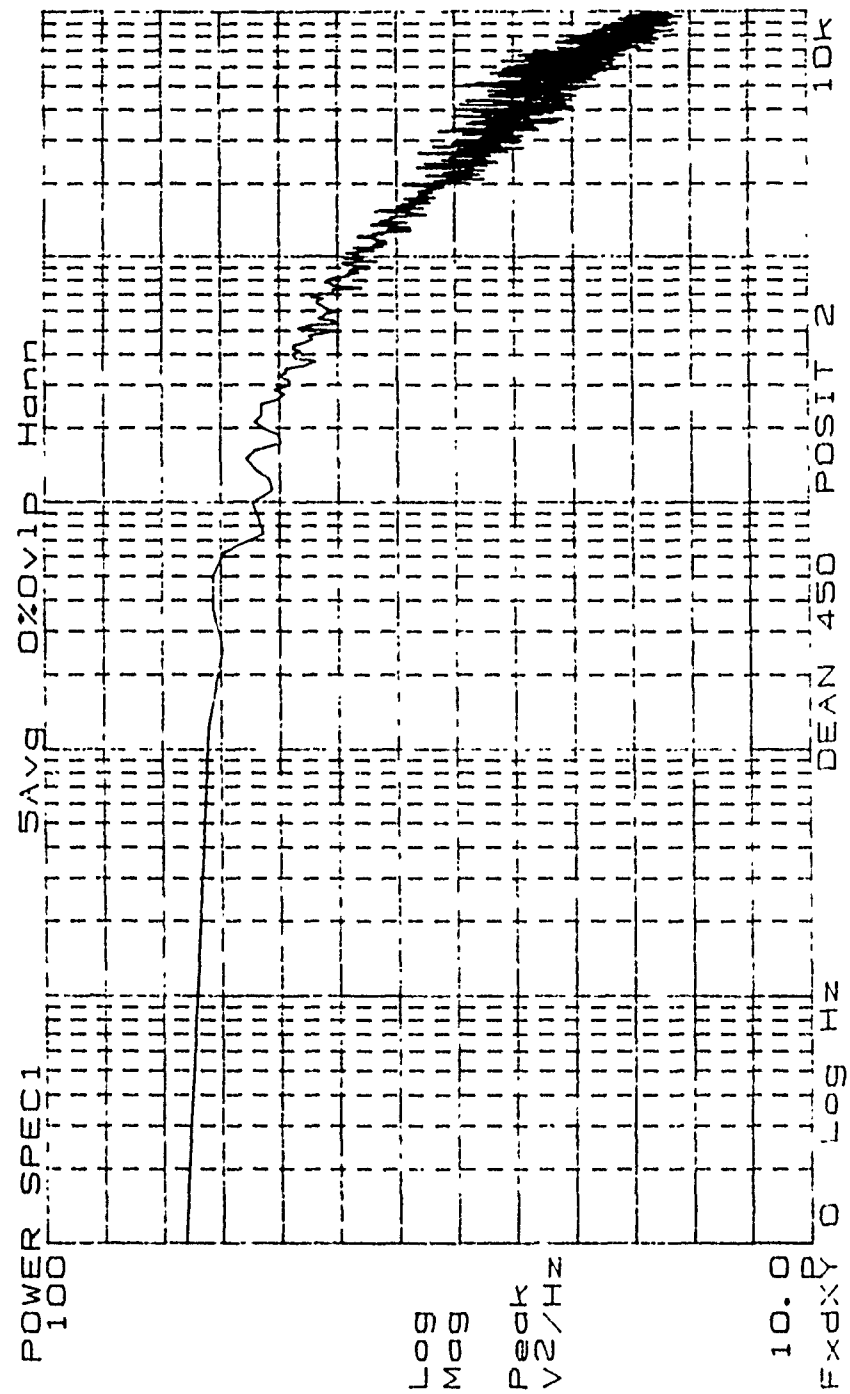 POWER SPEC1 5Avg 0%Ovlp Hann
100
Log
Mag
Peak
V2/Hz
10.0
p
FxdXY 0 Log Hz DEAN 450 POSIT 2 10k